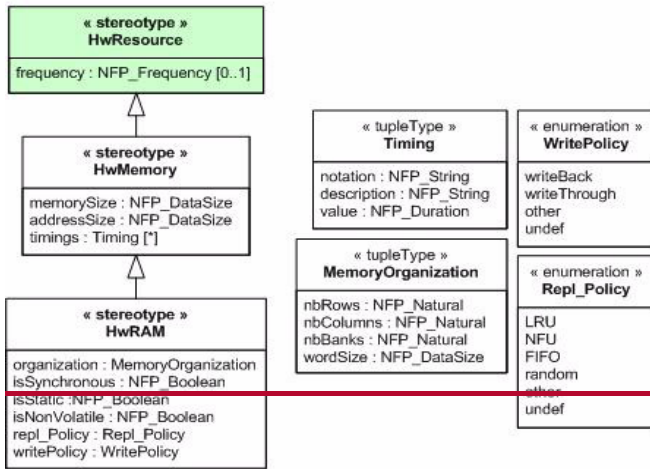 « stereotype »
HwResource
frequency : NFP_Frequency [0..1]
« stereotype »
HwMemory
memorySize : NFP_DataSize
addressSize : NFP_DataSize
timings : Timing [*]
« stereotype »
HwRAM
organization : MemoryOrganization
isSynchronous : NFP_Boolean
isStatic :NFP_Boolean
isNonVolatile : NFP_Boolean
repl_Policy : Repl_Policy
writePolicy : WritePolicy
« tupleType »
Timing
notation : NFP_String
description : NFP_String
value : NFP_Duration
« tupleType »
MemoryOrganization
nbRows : NFP_Natural
nbColumns : NFP_Natural
nbBanks : NFP_Natural
wordSize : NFP_DataSize
« enumeration »
WritePolicy
writeBack
writeThrough
other
undef
« enumeration »
Repl_Policy
LRU
NFU
FIFO
random
other
undef